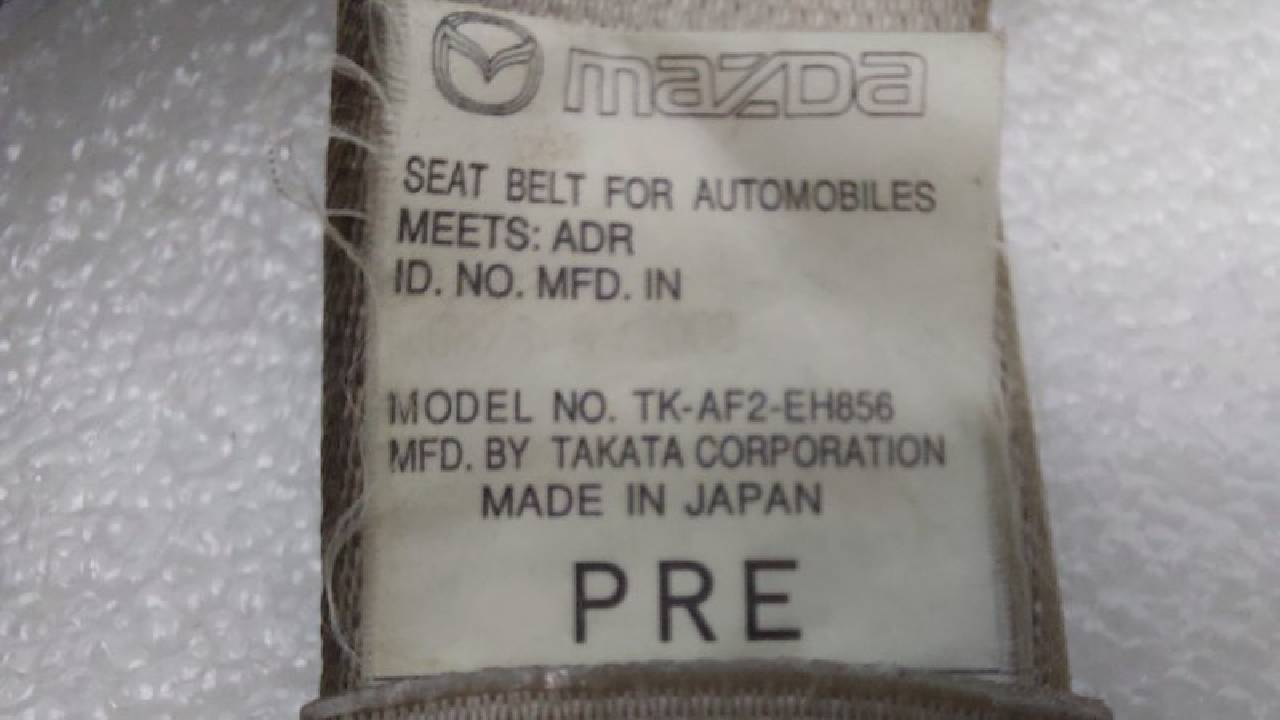 mazda
SEAT BELT FOR AUTOMOBILES
MEETS: ADR
ID. NO. MFD. IN
MODEL NO. TK-AF2-EH856
MFD. BY TAKATA CORPORATION
MADE IN JAPAN
PRE